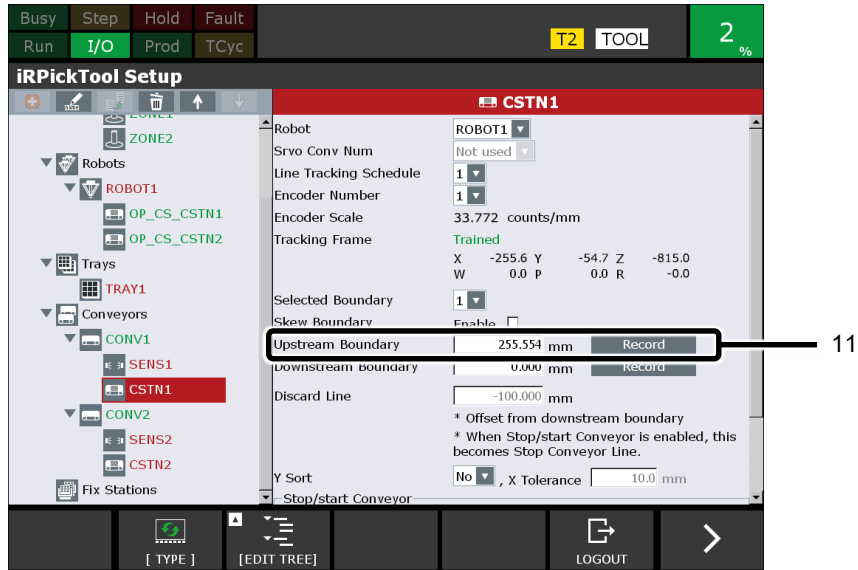 Busy Step Hold Fault
Run I/O Prod TCyc
T2 TOOL
2 %
iRPickTool Setup
CSTN1
ZONE1
ZONE2
Robots
ROBOT1
OP_CS_CSTN1
OP_CS_CSTN2
Trays
TRAY1
Conveyors
CONV1
SENS1
CSTN1
CONV2
SENS2
CSTN2
Fix Stations
Robot ROBOT1
Srvo Conv Num Not used
Line Tracking Schedule 1
Encoder Number 1
Encoder Scale 33.772 counts/mm
Tracking Frame Trained
X -255.6 Y -54.7 Z -815.0
W 0.0 P 0.0 R -0.0
Selected Boundary 1
Skew Boundary Enable
Upstream Boundary 255.554 mm Record
11
Downstream Boundary 0.000 mm Record
Discard Line -100.000 mm
* Offset from downstream boundary
* When Stop/start Conveyor is enabled, this
becomes Stop Conveyor Line.
Y Sort No , X Tolerance 10.0 mm
Stop/start Conveyor
[ TYPE ] [EDIT TREE] LOGOUT